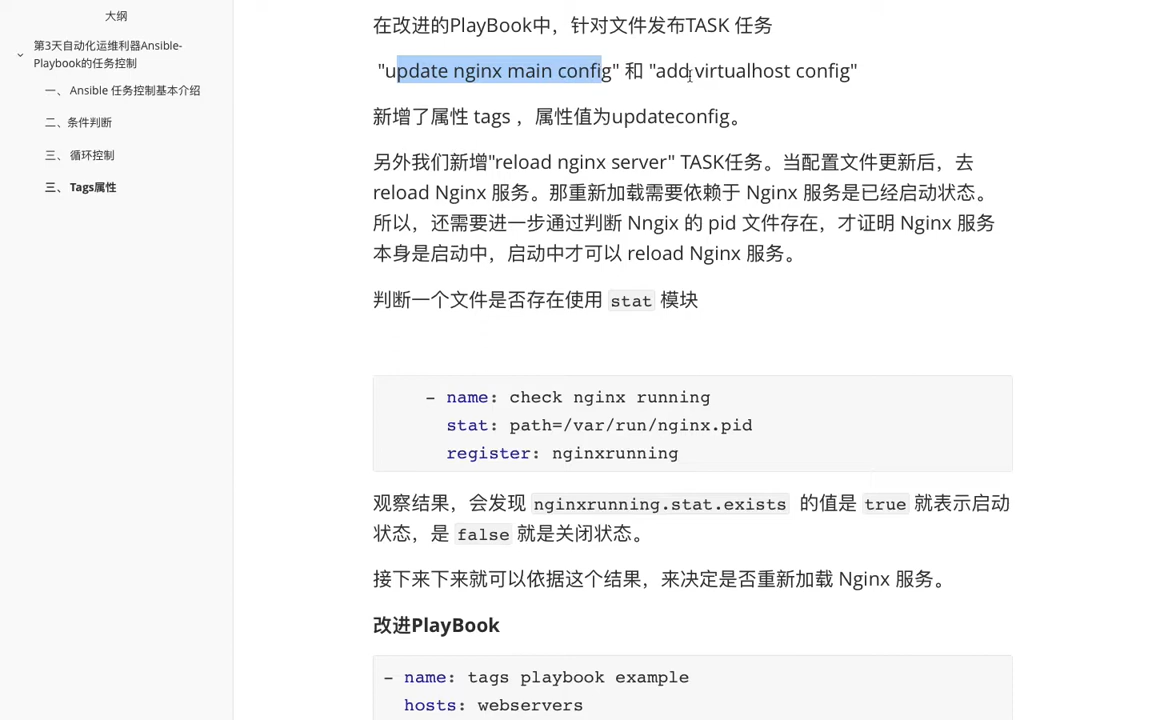 大纲
第3天自动化运维利器Ansible-
Playbook的任务控制
一、 Ansible 任务控制基本介绍
二、条件判断
三、 循环控制
三、 Tags属性
在改进的PlayBook中，针对文件发布TASK 任务
"update nginx main config" 和 "add virtualhost config"
新增了属性 tags ，属性值为updateconfig。
另外我们新增"reload nginx server" TASK任务。当配置文件更新后，去
reload Nginx 服务。那重新加载需要依赖于 Nginx 服务是已经启动状态。
所以，还需要进一步通过判断 Nngix 的 pid 文件存在，才证明 Nginx 服务
本身是启动中，启动中才可以 reload Nginx 服务。
判断一个文件是否存在使用 stat 模块
- name: check nginx running
stat: path=/var/run/nginx.pid
register: nginxrunning
观察结果，会发现 nginxrunning.stat.exists 的值是 true 就表示启动
状态，是 false 就是关闭状态。
接下来下来就可以依据这个结果，来决定是否重新加载 Nginx 服务。
改进PlayBook
- name: tags playbook example
hosts: webservers